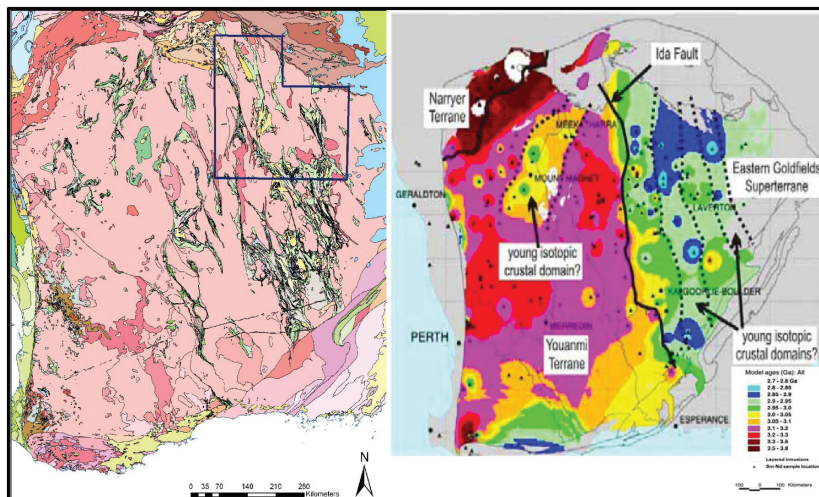 N
0 35 70 140 210 280
Kilometers
Narryer
Terrane
Ida Fault
MEEKATHARRA
MOUNT MAGNET
GERALDTON
Eastern Goldfields
Superterrane
LAVERTON
young isotopic
crustal domain?
KALGOORLIE-BOULDER
MERREDIN
PERTH
Youanmi
Terrane
young isotopic
crustal domains?
ESPERANCE
Model ages (Ga): All
2.7 - 2.8 Ga
2.8 - 2.85
2.85 - 2.9
2.9 - 2.95
2.95 - 3.0
3.0 - 3.05
3.05 - 3.1
3.1 - 3.2
3.2 - 3.3
3.3 - 3.5
3.5 - 3.8
Layered intrusions
Sm-Nd sample locations
100 0 100 Kilometers